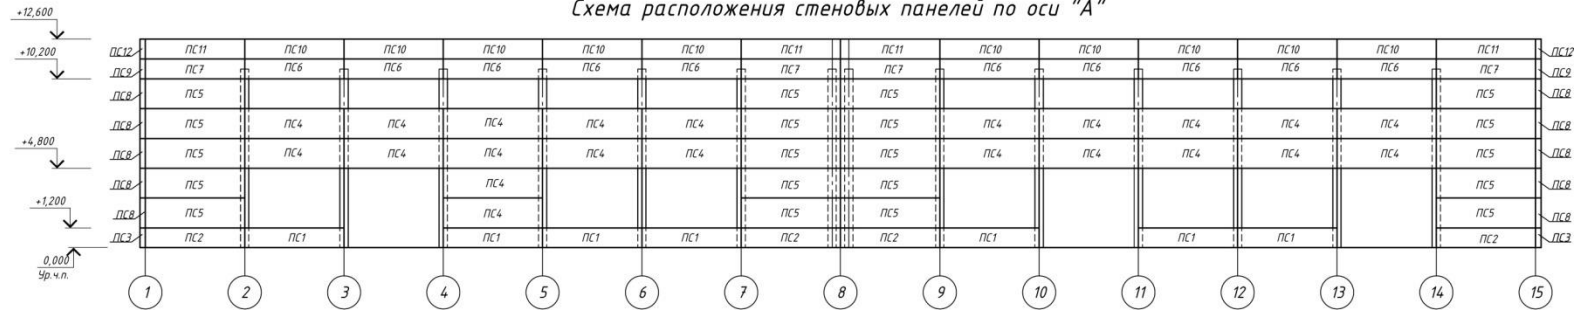 Схема расположения стеновых панелей по оси "А"
+12,600
ПС12 ПС11 ПС10 ПС10 ПС10 ПС10 ПС10 ПС11 ПС11 ПС10 ПС10 ПС10 ПС10 ПС10 ПС11 ПС12
+10,200
ПС9 ПС7 ПС6 ПС6 ПС6 ПС6 ПС6 ПС7 ПС7 ПС6 ПС6 ПС6 ПС6 ПС6 ПС7 ПС9
ПС8 ПС5 ПС5 ПС5 ПС5 ПС8
ПС8 ПС5 ПС4 ПС4 ПС4 ПС4 ПС4 ПС5 ПС5 ПС4 ПС4 ПС4 ПС4 ПС4 ПС5 ПС8
+4,800
ПС8 ПС5 ПС4 ПС4 ПС4 ПС4 ПС4 ПС5 ПС5 ПС4 ПС4 ПС4 ПС4 ПС4 ПС5 ПС8
ПС8 ПС5 ПС4 ПС5 ПС5 ПС5 ПС8
+1,200
ПС8 ПС5 ПС4 ПС5 ПС5 ПС5 ПС8
ПС3 ПС2 ПС1 ПС1 ПС1 ПС1 ПС2 ПС2 ПС1 ПС1 ПС1 ПС2 ПС3
0,000
Ур.ч.п.
1 2 3 4 5 6 7 8 9 10 11 12 13 14 15